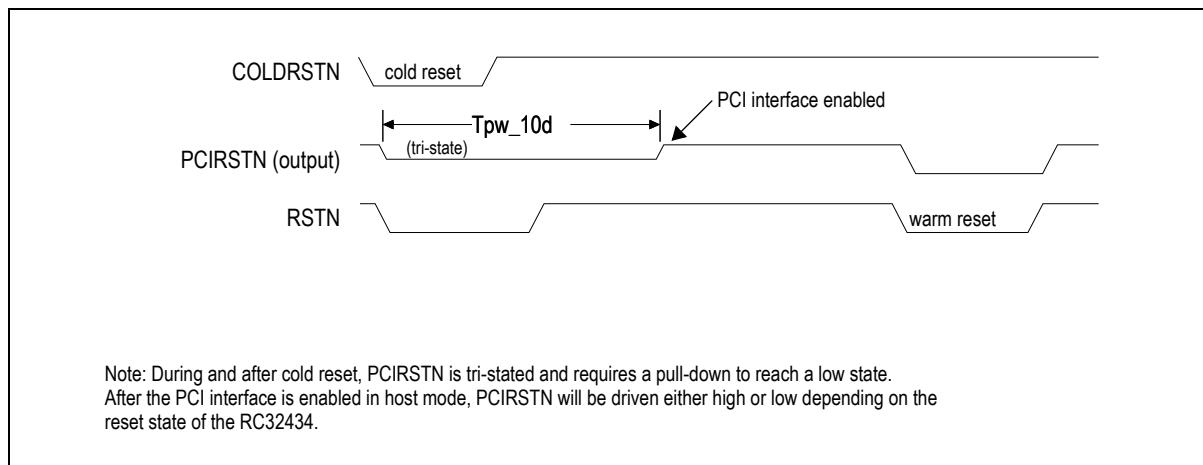 COLDRSTN
cold reset
PCI interface enabled
Tpw_10d
(tri-state)
PCIRSTN (output)
RSTN
warm reset
Note: During and after cold reset, PCIRSTN is tri-stated and requires a pull-down to reach a low state.
After the PCI interface is enabled in host mode, PCIRSTN will be driven either high or low depending on the
reset state of the RC32434.